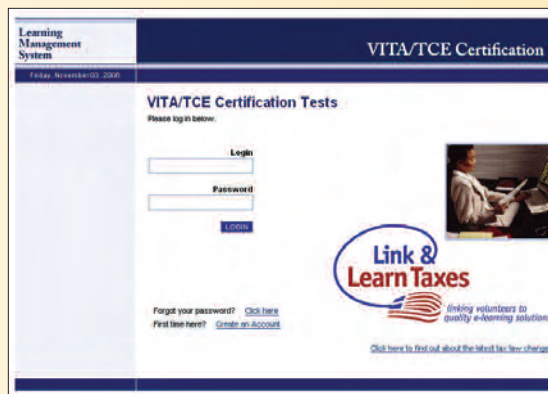 Learning
Management
System
VITA/TCE Certification
Friday, November 03, 2006
VITA/TCE Certification Tests
Please log in below.
Login
Password
LOGIN
Link &
Learn Taxes
linking volunteers to
quality e-learning solution
Forgot your password? Click here
First time here? Create an Account
Click here to find out about the latest tax law change